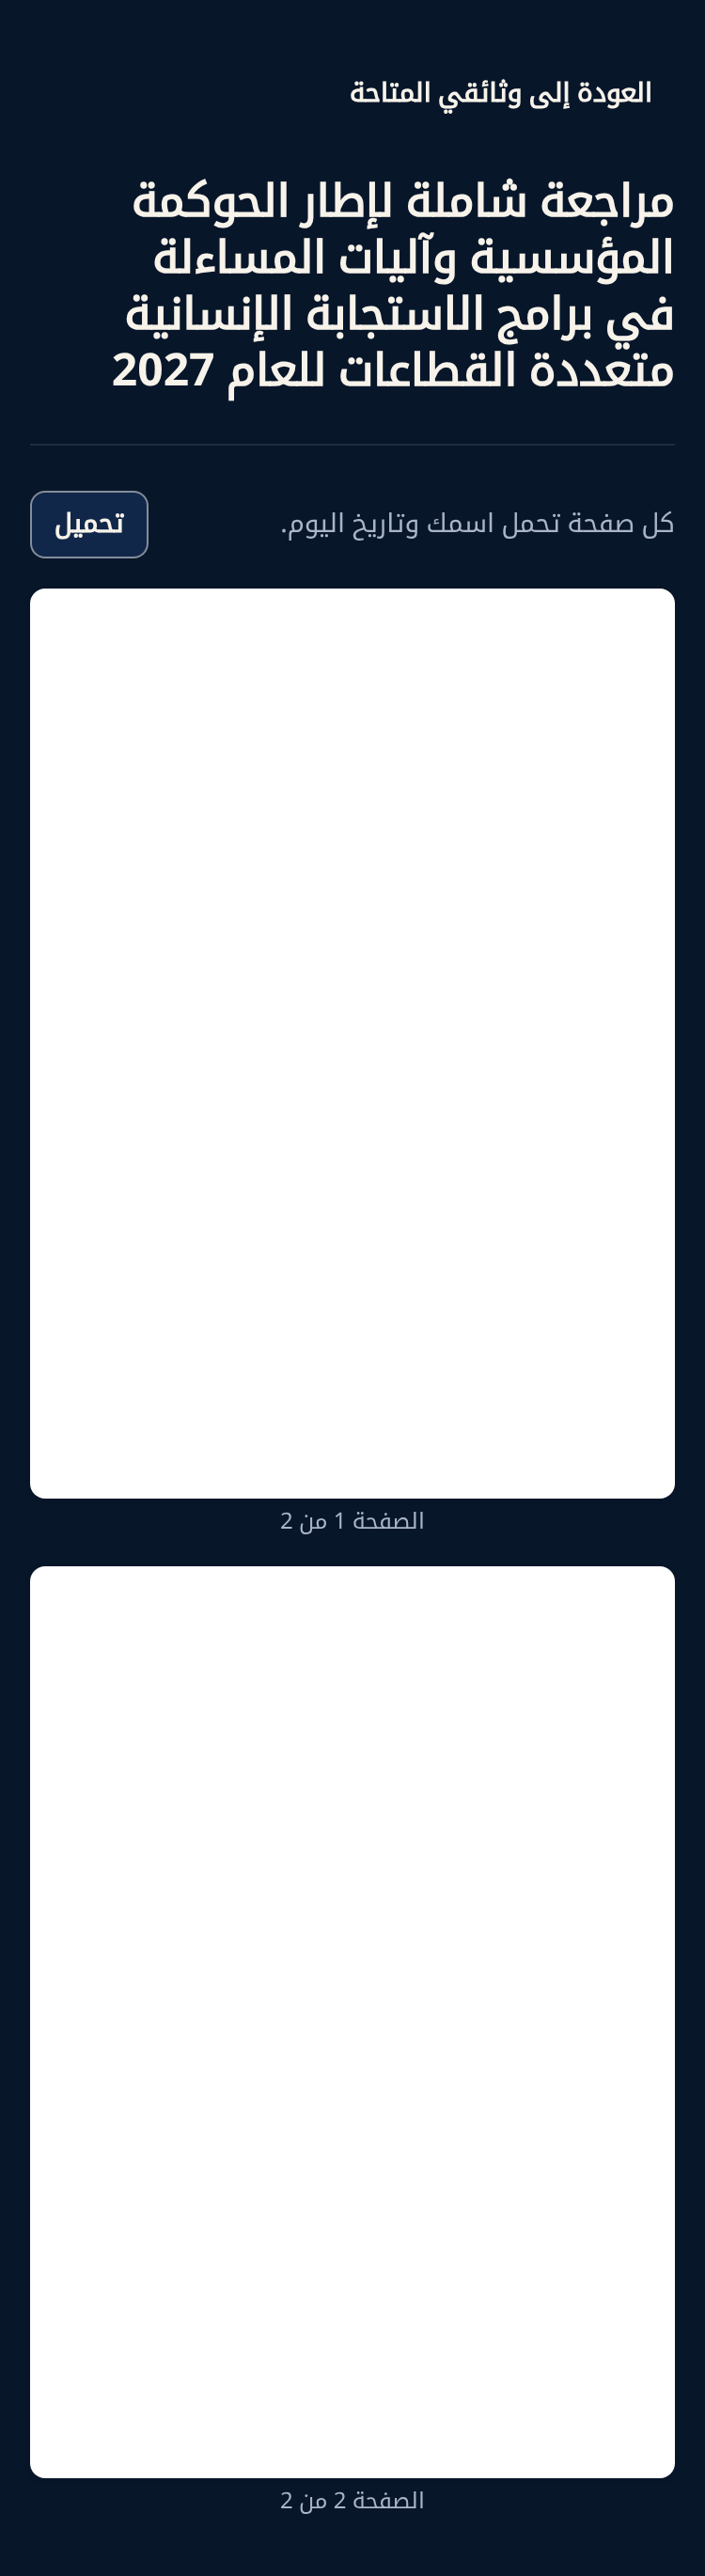 العودة إلى وثائقي المتاحة
مراجعة شاملة لإطار الحوكمة
المؤسسية وآليات المساءلة
في برامج الاستجابة الإنسانية
متعددة القطاعات للعام 2027
كل صفحة تحمل اسمك وتاريخ اليوم.
تحميل
الصفحة 1 من 2
الصفحة 2 من 2